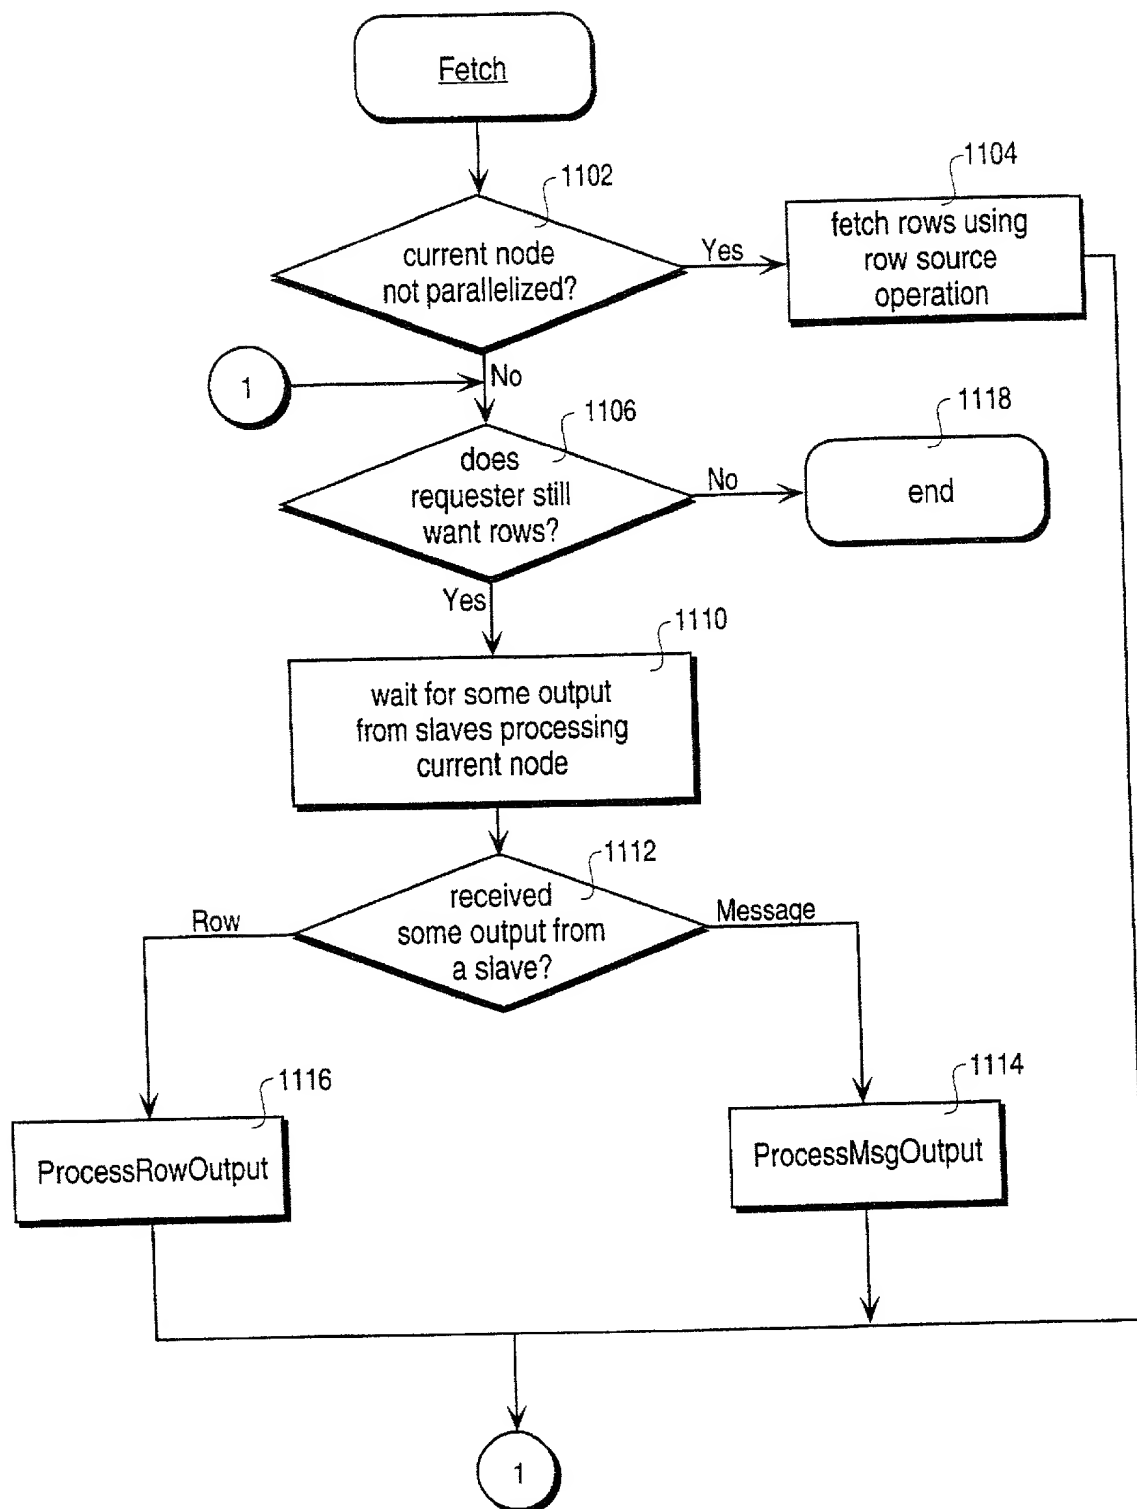 Fetch
1102
current node
not parallelized?
Yes
1104
fetch rows using
row source
operation
1
No
1106
does
requester still
want rows?
No
1118
end
Yes
1110
wait for some output
from slaves processing
current node
1112
received
some output from
a slave?
Row
Message
1116
ProcessRowOutput
1114
ProcessMsgOutput
1